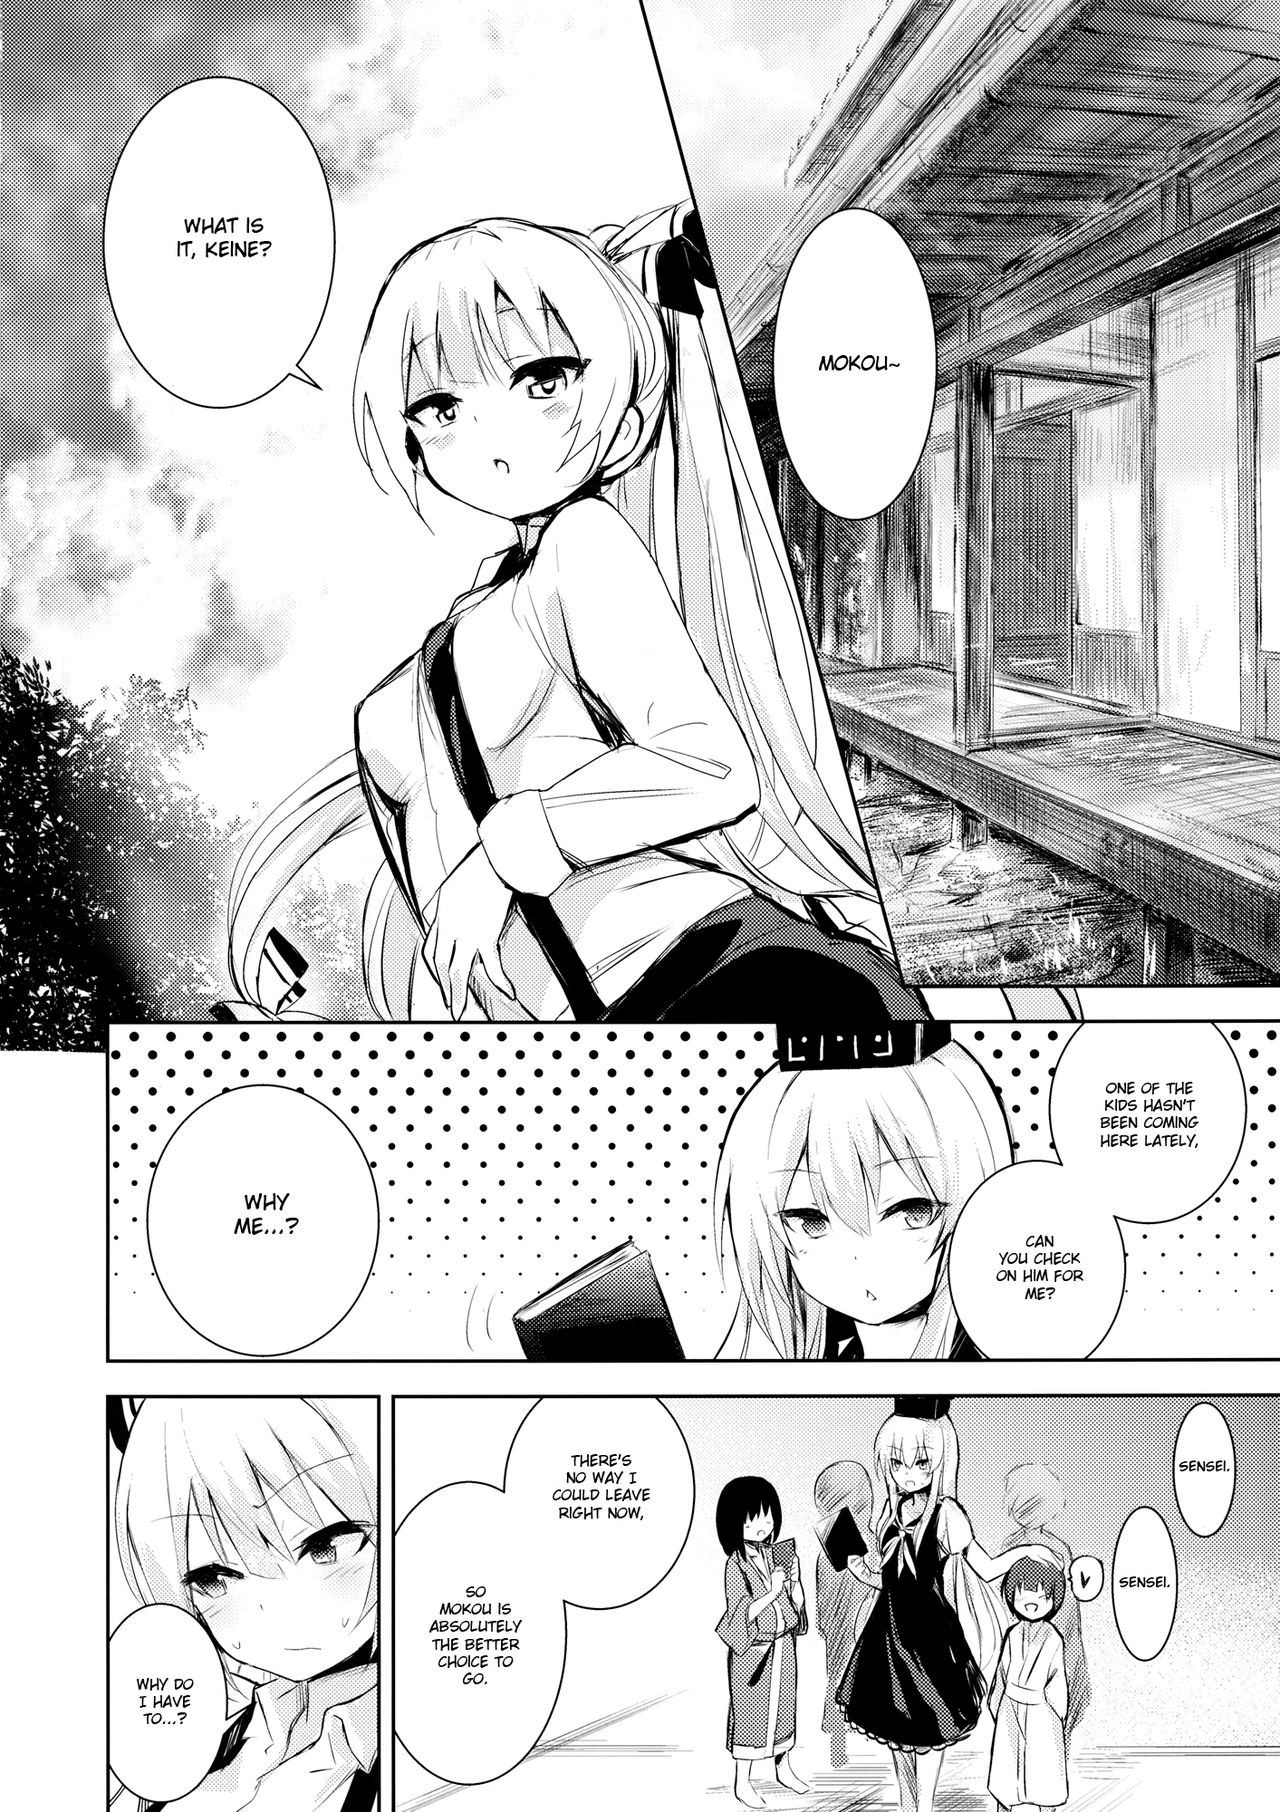 MOKOU~
WHAT IS
IT, KEINE?
ONE OF THE
KIDS HASN'T
BEEN COMING
HERE LATELY,
CAN
YOU CHECK
ON HIM FOR
ME?
WHY
ME...?
SENSEI.
SENSEI.
THERE'S
NO WAY I
COULD LEAVE
RIGHT NOW,
SO
MOKOU IS
ABSOLUTELY
THE BETTER
CHOICE TO
GO.
WHY DO
I HAVE
TO...?